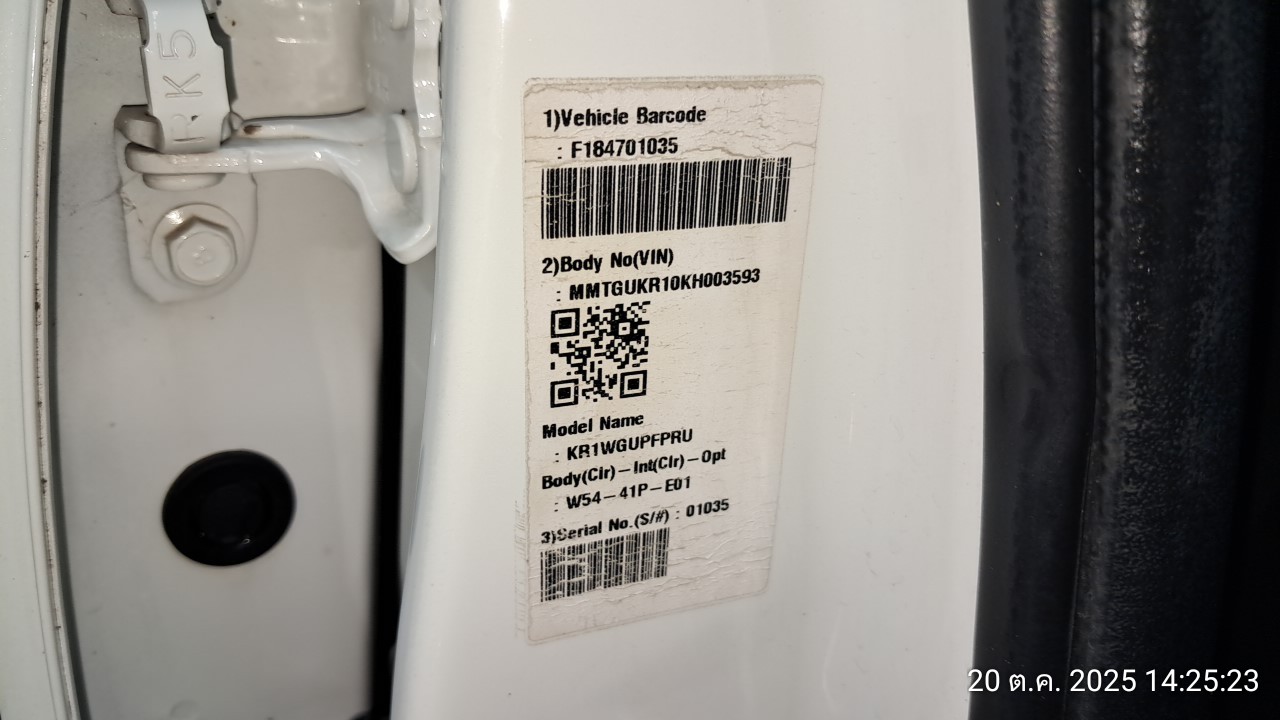 RK5
1)Vehicle Barcode
: F184701035
2)Body No(VIN)
: MMTGUKR10KH003593
Model Name
: KR1WGUPFPRU
Body(Clr)-Int(Clr)-Opt
: W54-41P-E01
3)Serial No.(S/#) : 01035
8
20 ต.ค. 2025 14:25:23